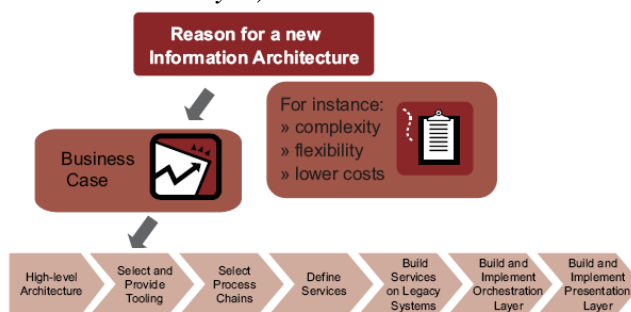 Reason for a new
Information Architecture
For instance:
» complexity
» flexibility
» lower costs
Business
Case
High-level
Architecture
Select and
Provide
Tooling
Select
Process
Chains
Define
Services
Build
Services
on Legacy
Systems
Build and
Implement
Orchestration
Layer
Build and
Implement
Presentation
Layer